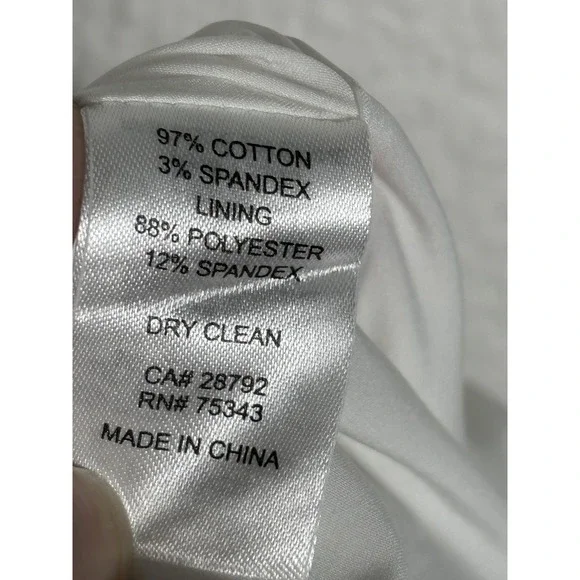 97% COTTON
3% SPANDEX
LINING
88% POLYESTER
12% SPANDEX
DRY CLEAN
CA# 28792
RN# 75343
MADE IN CHINA